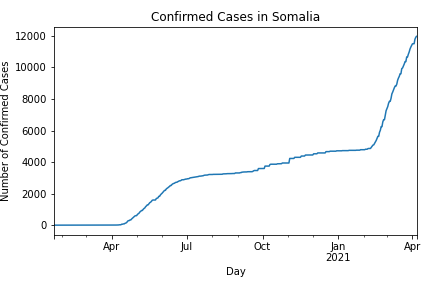 Confirmed Cases in Somalia
Number of Confirmed Cases
12000
10000
8000
6000
4000
2000
0
Apr
Jul
Oct
Jan
2021
Apr
Day